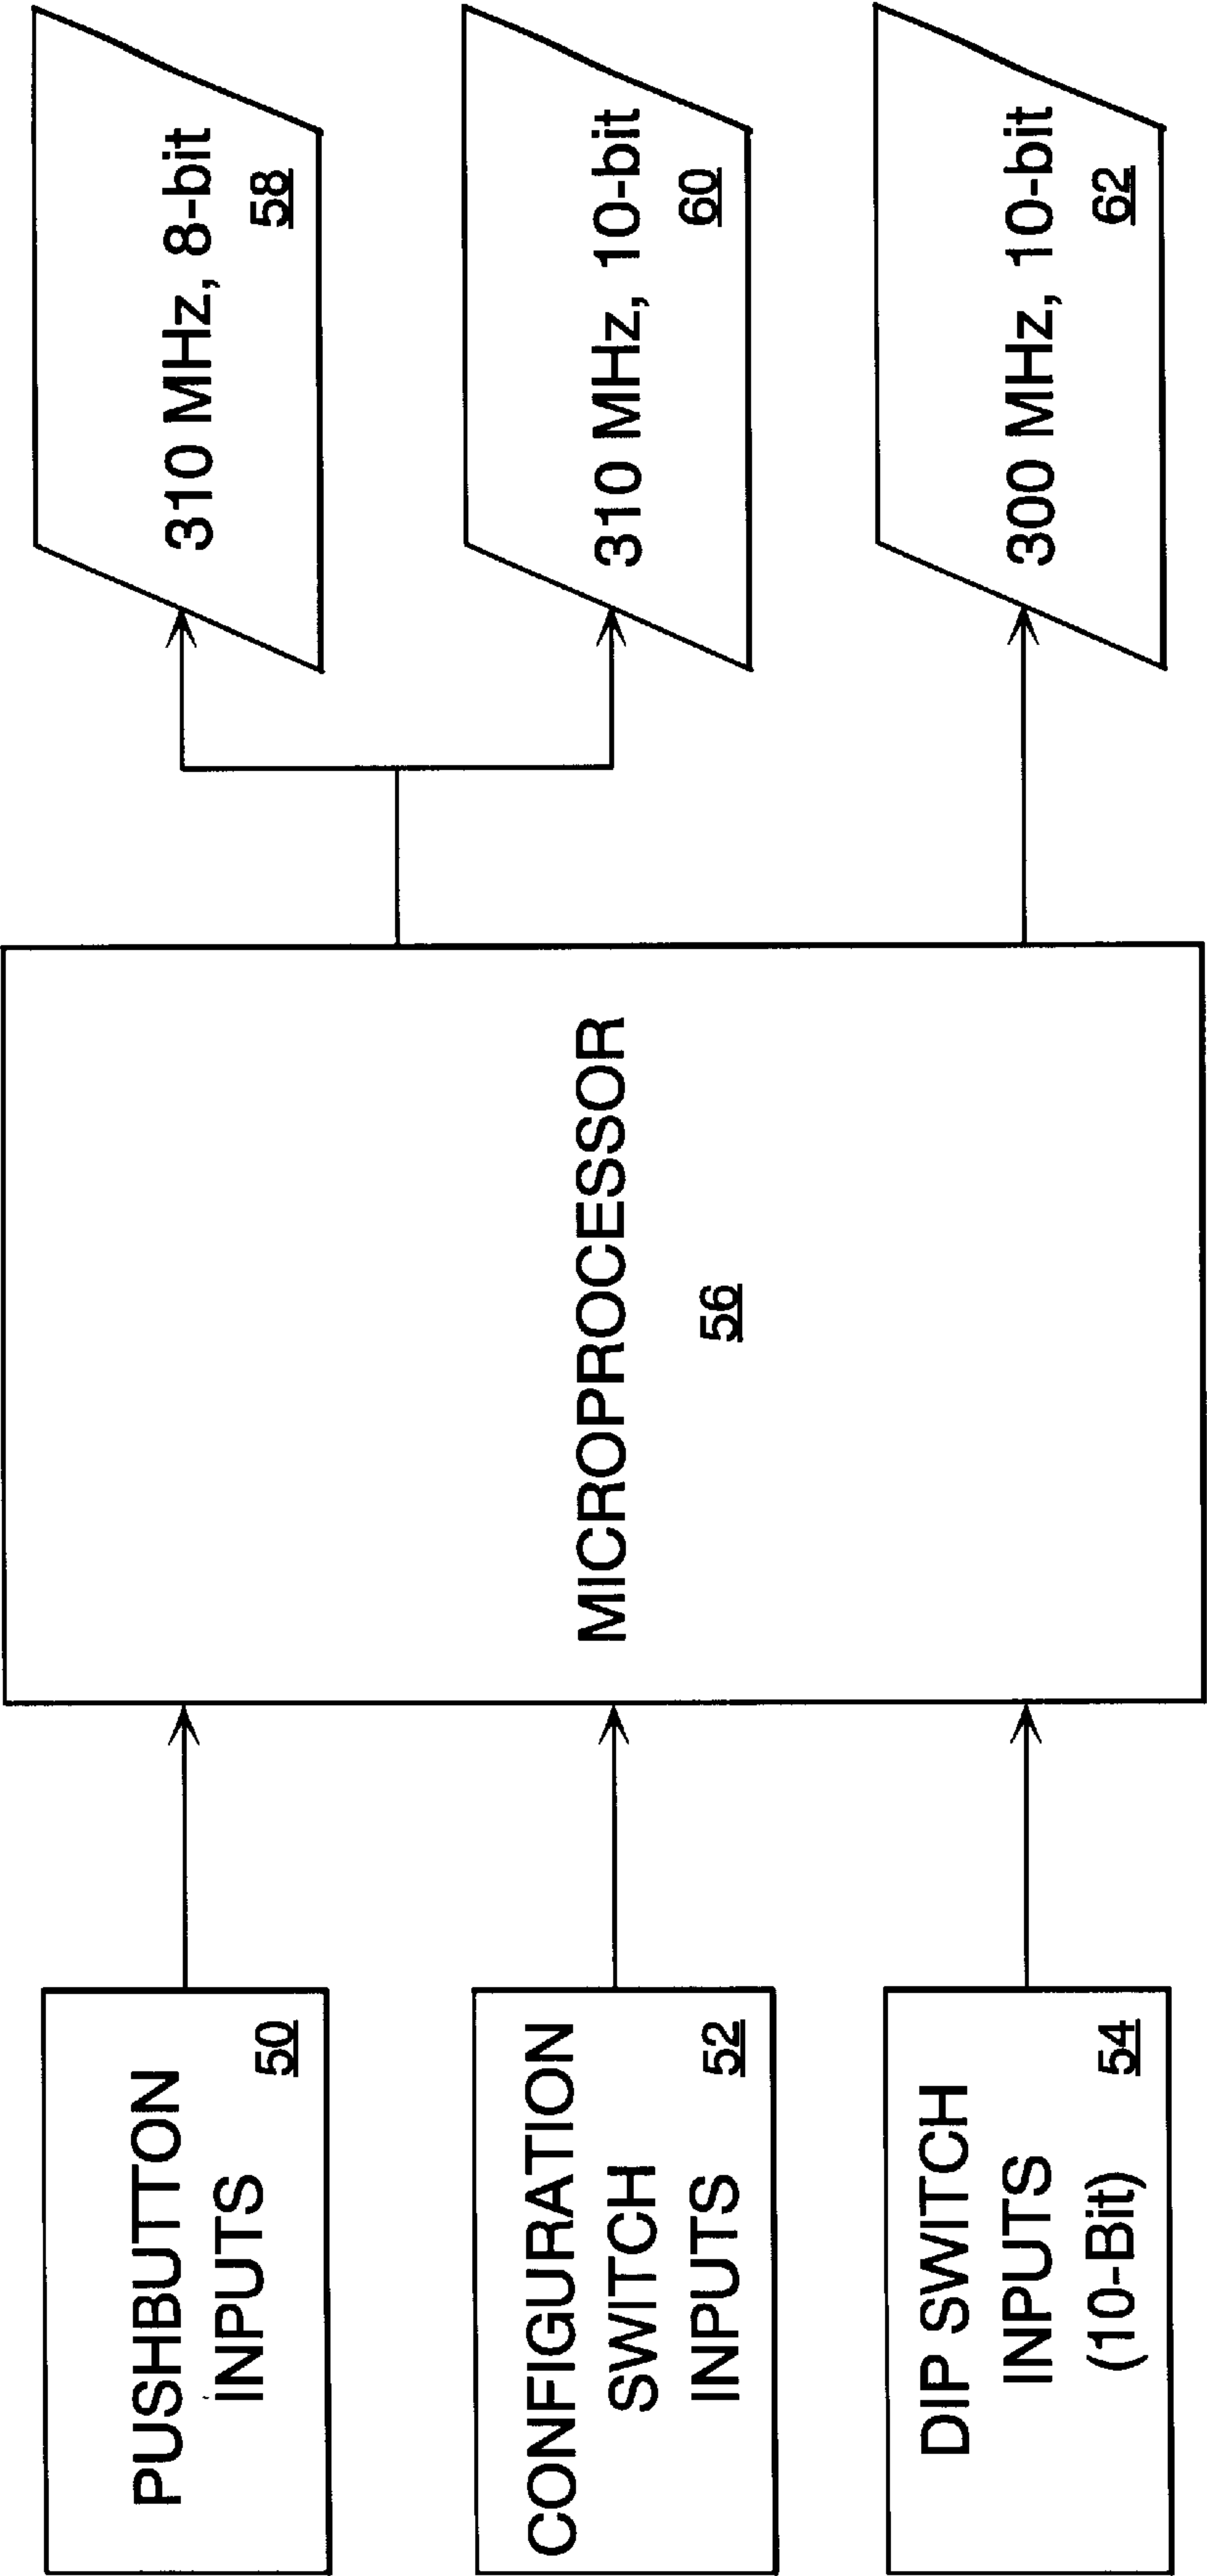 PUSHBUTTON
INPUTS
50
CONFIGURATION
SWITCH
INPUTS
52
DIP SWITCH
INPUTS
(10-Bit)
54
MICROPROCESSOR
56
310 MHz, 8-bit
58
310 MHz, 10-bit
60
300 MHz, 10-bit
62